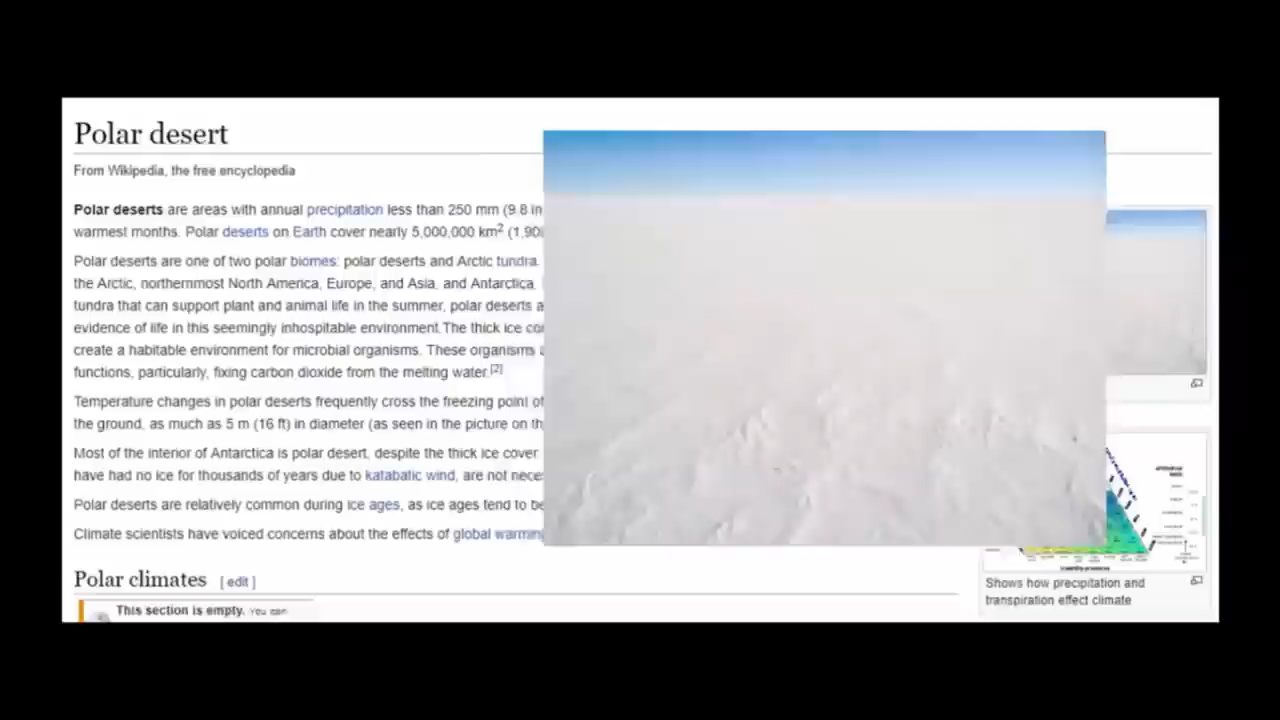 Polar desert
From Wikipedia, the free encyclopedia
Polar deserts are areas with annual precipitation less than 250 mm (9.8 in
warmest months. Polar deserts on Earth cover nearly 5,000,000 km2 (1,90
Polar deserts are one of two polar biomes: polar deserts and Arctic tundra.
the Arctic, northernmost North America, Europe, and Asia, and Antarctica.
tundra that can support plant and animal life in the summer, polar deserts a
evidence of life in this seemingly inhospitable environment.The thick ice co
create a habitable environment for microbial organisms. These organisms
functions, particularly, fixing carbon dioxide from the melting water.[2]
Temperature changes in polar deserts frequently cross the freezing point of
the ground, as much as 5 m (16 ft) in diameter (as seen in the picture on th
Most of the interior of Antarctica is polar desert, despite the thick ice cover.
have had no ice for thousands of years due to katabatic wind, are not nece
Polar deserts are relatively common during ice ages, as ice ages tend to be
Climate scientists have voiced concerns about the effects of global warming
Polar climates [ edit ]
This section is empty. You can
Shows how precipitation and
transpiration effect climate